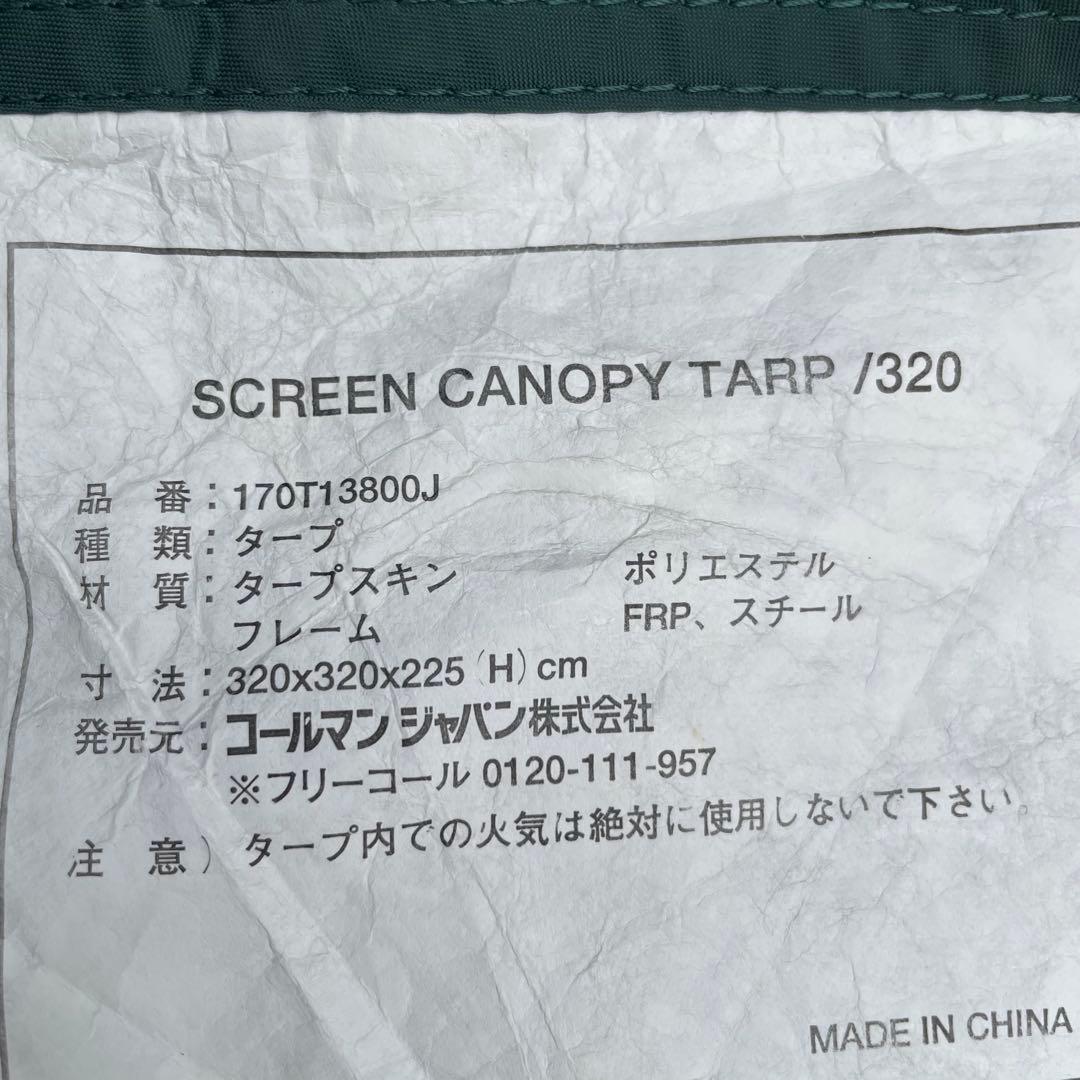 SCREEN CANOPY TARP /320
品 番：170T13800J
種 類：タープ
材 質：タープスキン ポリエステル
フレーム FRP、スチール
寸 法：320x320x225(H)cm
発売元：コールマン ジャパン株式会社
※フリーコール 0120-111-957
注 意）タープ内での火気は絶対に使用しないで下さい。
MADE IN CHINA